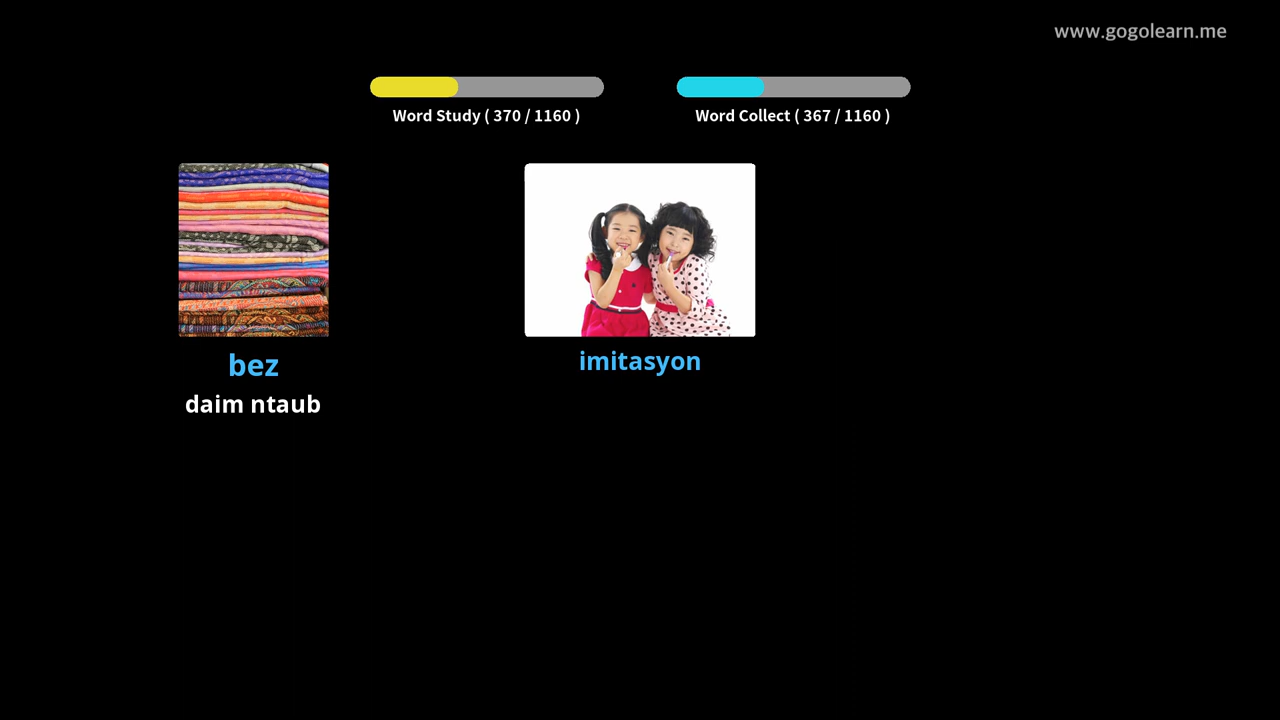 www.gogolearn.me
Word Study ( 370 / 1160 )
Word Collect ( 367 / 1160 )
bez
daim ntaub
imitasyon